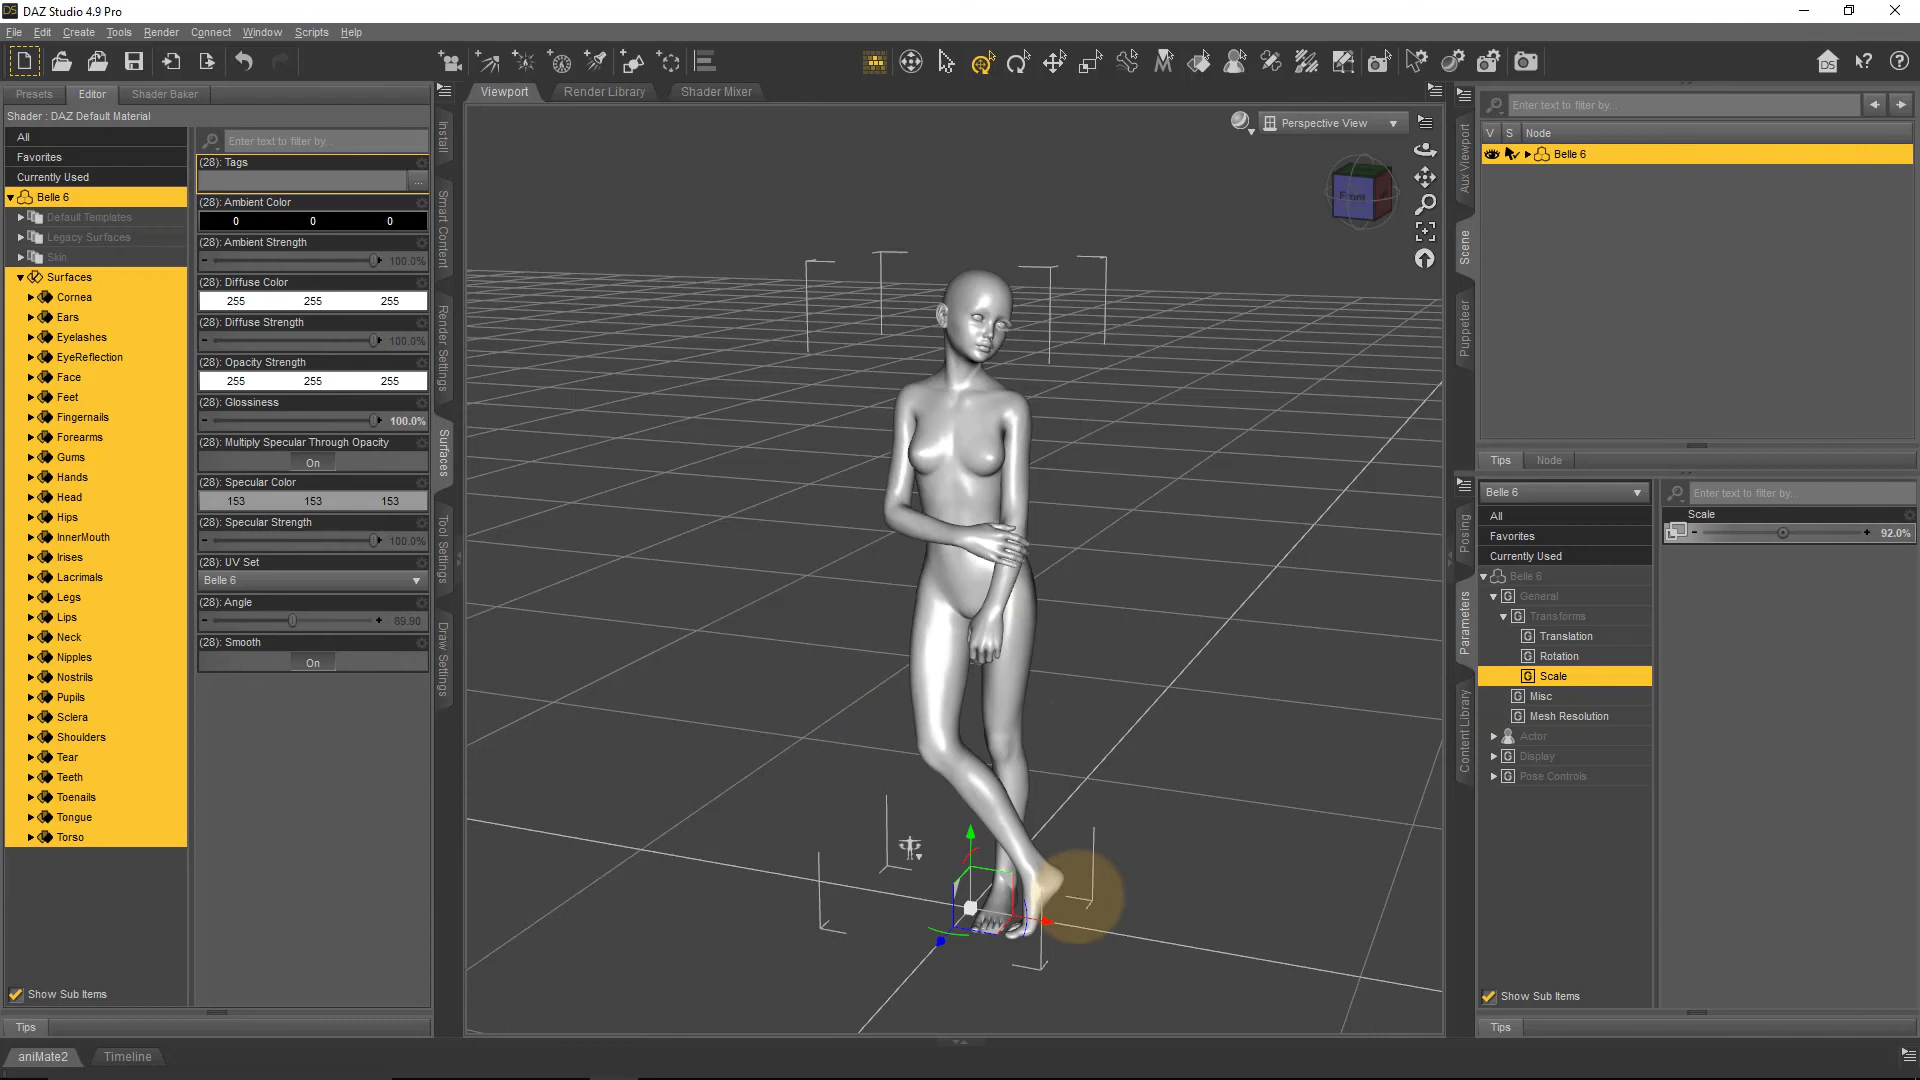 DAZ Studio 4.9 Pro
File Edit Create Tools Render Connect Window Scripts Help
Presets Editor Shader Baker
Shader : DAZ Default Material
All
Favorites
Currently Used
Belle 6
Default Templates
Legacy Surfaces
Skin
Surfaces
Cornea
Ears
Eyelashes
EyeReflection
Face
Feet
Fingernails
Forearms
Gums
Hands
Head
Hips
InnerMouth
Irises
Lacrimals
Legs
Lips
Neck
Nipples
Nostrils
Pupils
Sclera
Shoulders
Tear
Teeth
Toenails
Tongue
Torso
Show Sub Items
Tips
Enter text to filter by...
(28): Tags
...
(28): Ambient Color
0 0 0
(28): Ambient Strength
100.0%
(28): Diffuse Color
255 255 255
(28): Diffuse Strength
100.0%
(28): Opacity Strength
255 255 255
(28): Glossiness
100.0%
(28): Multiply Specular Through Opacity
On
(28): Specular Color
153 153 153
(28): Specular Strength
100.0%
(28): UV Set
Belle 6
(28): Angle
89.90
(28): Smooth
On
Install
Smart Content
Render Settings
Surfaces
Tool Settings
Draw Settings
Viewport Render Library Shader Mixer
Perspective View
Front
Aux Viewport
Scene
Puppeteer
Enter text to filter by...
V S Node
Belle 6
Tips Node
Posing
Parameters
Content Library
Belle 6
All
Favorites
Currently Used
Belle 6
General
Transforms
Translation
Rotation
Scale
Misc
Mesh Resolution
Actor
Display
Pose Controls
Show Sub Items
Tips
Enter text to filter by...
Scale
92.0%
aniMate2 Timeline